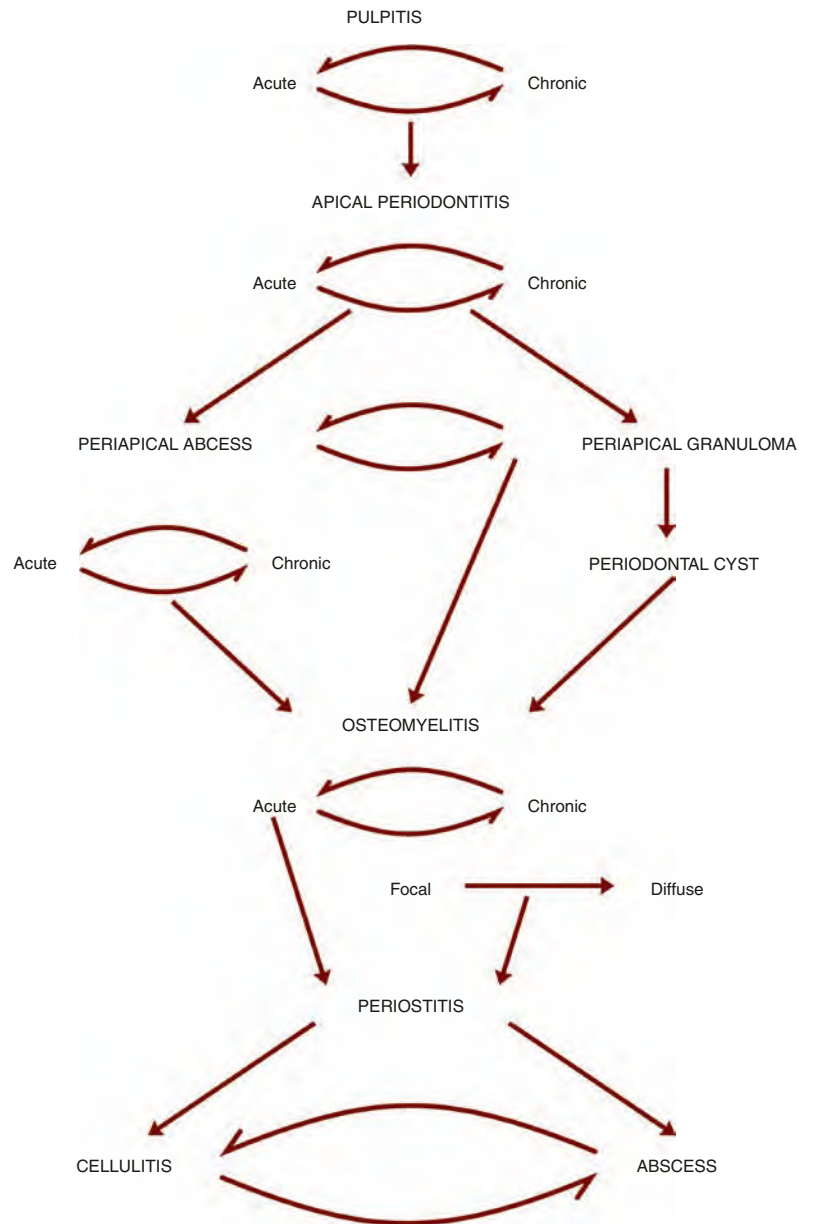 PULPITIS
Acute Chronic
APICAL PERIODONTITIS
Acute Chronic
PERIAPICAL ABCESS PERIAPICAL GRANULOMA
Acute Chronic PERIODONTAL CYST
OSTEOMYELITIS
Acute Chronic
Focal Diffuse
PERIOSTITIS
CELLULITIS ABSCESS